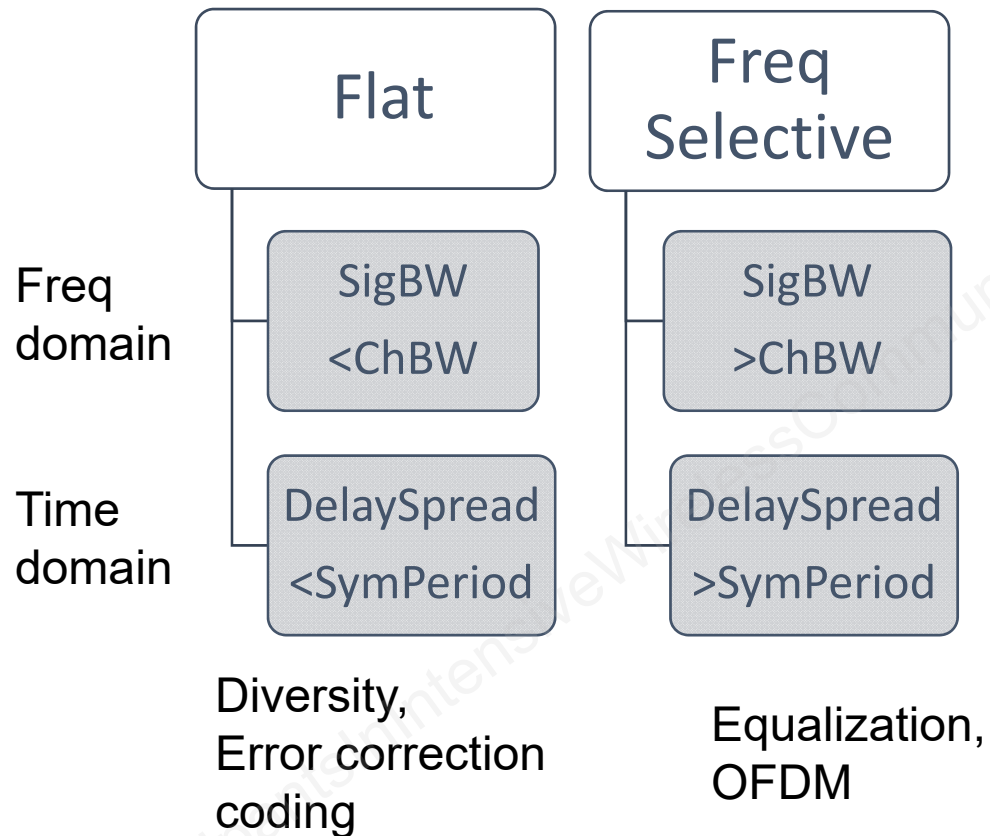 Flat
Freq
Selective
Freq
domain
SigBW
<ChBW
SigBW
>ChBW
Time
domain
DelaySpread
<SymPeriod
DelaySpread
>SymPeriod
Diversity,
Error correction
coding
Equalization,
OFDM